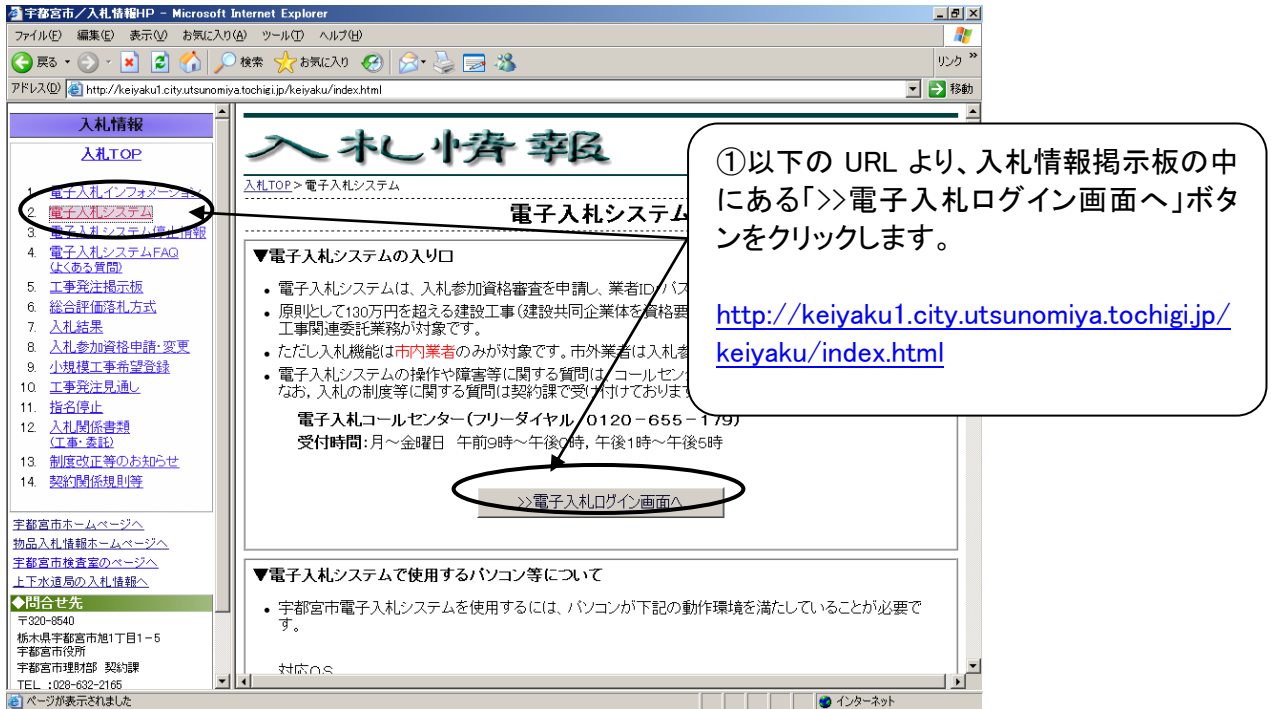 宇都宮市／入札情報HP - Microsoft Internet Explorer
ファイル(F) 編集(E) 表示(V) お気に入り(A) ツール(T) ヘルプ(H)
戻る 検索 お気に入り リンク »
アドレス(D) http://keiyaku1.city.utsunomiya.tochigi.jp/keiyaku/index.html 移動
入札情報
入札TOP
1. 電子入札インフォメーション
2. 電子入札システム
3. 電子入札システム停止情報
4. 電子入札システムFAQ
(よくある質問)
5. 工事発注掲示板
6. 総合評価落札方式
7. 入札結果
8. 入札参加資格申請・変更
9. 小規模工事希望登録
10. 工事発注見通し
11. 指名停止
12. 入札関係書類
(工事・委託)
13. 制度改正等のお知らせ
14. 契約関係規則等
宇都宮市ホームページへ
物品入札情報ホームページへ
宇都宮市検査室のページへ
上下水道局の入札情報へ
◆問合せ先
〒320-8540
栃木県宇都宮市旭1丁目1－5
宇都宮市役所
宇都宮市理財部 契約課
TEL :028-632-2165
入札情報
入札TOP > 電子入札システム
電子入札システム
▼電子入札システムの入り口
• 電子入札システムは、入札参加資格審査を申請し、業者ID・パス
• 原則として130万円を超える建設工事(建設共同企業体を資格要
工事関連委託業務が対象です。
• ただし入札機能は市内業者のみが対象です。市外業者は入札参
• 電子入札システムの操作や障害等に関する質問は、コールセン
なお，入札の制度等に関する質問は契約課で受け付けております
電子入札コールセンター(フリーダイヤル 0120－655－179)
受付時間：月～金曜日 午前9時～午後0時，午後1時～午後5時
>>電子入札ログイン画面へ
▼電子入札システムで使用するパソコン等について
• 宇都宮市電子入札システムを使用するには、パソコンが下記の動作環境を満たしていることが必要で
す。
対応OS
ページが表示されました インターネット
①以下の URL より、入札情報掲示板の中
にある「>>電子入札ログイン画面へ」ボタ
ンをクリックします。
http://keiyaku1.city.utsunomiya.tochigi.jp/
keiyaku/index.html